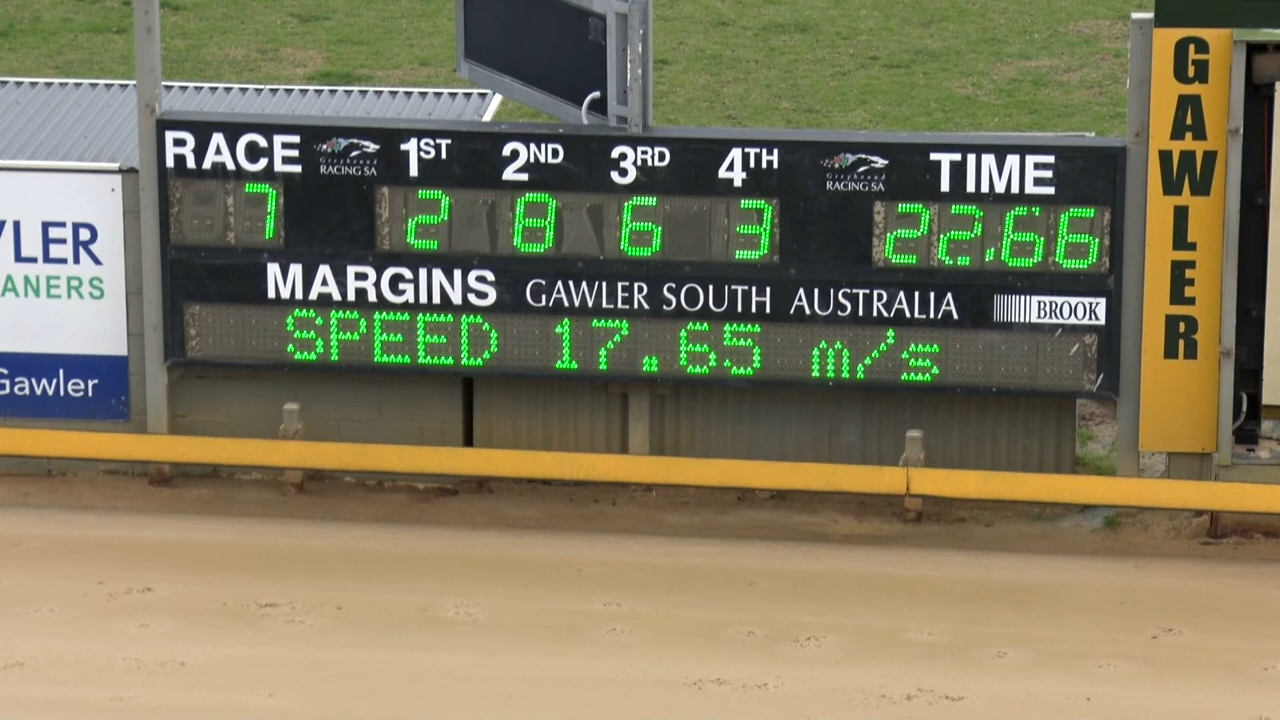 RACE
Greyhound
RACING SA
1ST
2ND
3RD
4TH
Greyhound
RACING SA
TIME
7
2
8
6
3
22.66
MARGINS
GAWLER SOUTH AUSTRALIA
BROOK
SPEED 17.65 m/s
GAWLER
LER
ANERS
Gawler